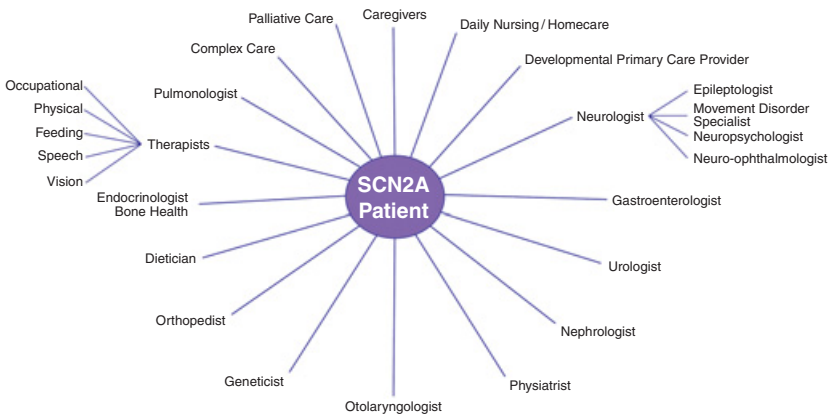 Caregivers
Palliative Care
Daily Nursing / Homecare
Complex Care
Developmental Primary Care Provider
Occupational
Physical
Feeding
Speech
Vision
Pulmonologist
Therapists
Neurologist
Epileptologist
Movement Disorder
Specialist
Neuropsychologist
Neuro-ophthalmologist
SCN2A
Patient
Endocrinologist
Bone Health
Gastroenterologist
Dietician
Urologist
Orthopedist
Nephrologist
Geneticist
Physiatrist
Otolaryngologist